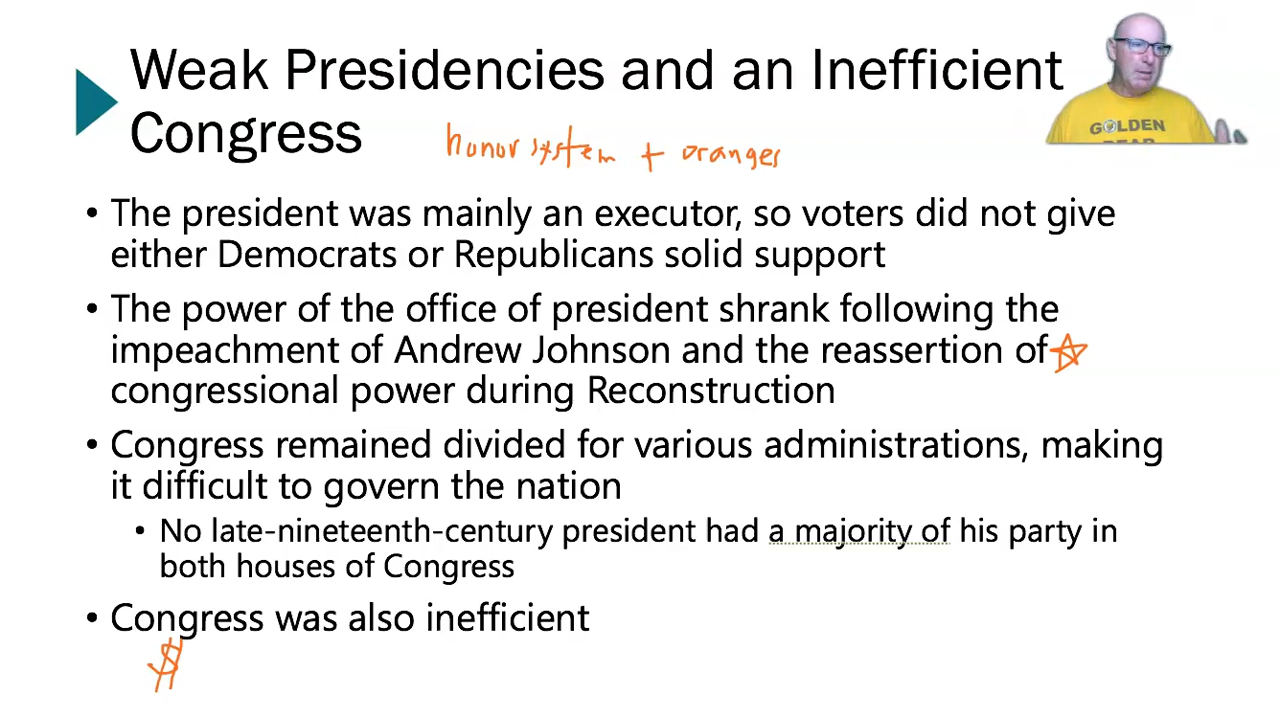 Weak Presidencies and an Inefficient
Congress
honor system + oranges
GOLDEN
BEAR
• The president was mainly an executor, so voters did not give
either Democrats or Republicans solid support
• The power of the office of president shrank following the
impeachment of Andrew Johnson and the reassertion of
congressional power during Reconstruction
• Congress remained divided for various administrations, making
it difficult to govern the nation
• No late-nineteenth-century president had a majority of his party in
both houses of Congress
• Congress was also inefficient
$